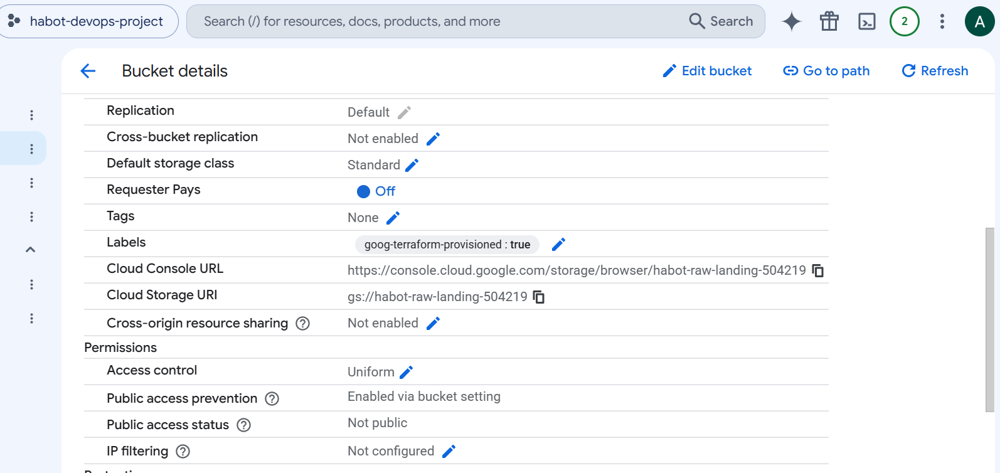 habot-devops-project
Search (/) for resources, docs, products, and more
Search
2
A
Bucket details
Edit bucket
Go to path
Refresh
Replication Default
Cross-bucket replication Not enabled
Default storage class Standard
Requester Pays Off
Tags None
Labels goog-terraform-provisioned : true
Cloud Console URL https://console.cloud.google.com/storage/browser/habot-raw-landing-504219
Cloud Storage URI gs://habot-raw-landing-504219
Cross-origin resource sharing ? Not enabled
Permissions
Access control Uniform
Public access prevention ? Enabled via bucket setting
Public access status ? Not public
IP filtering ? Not configured